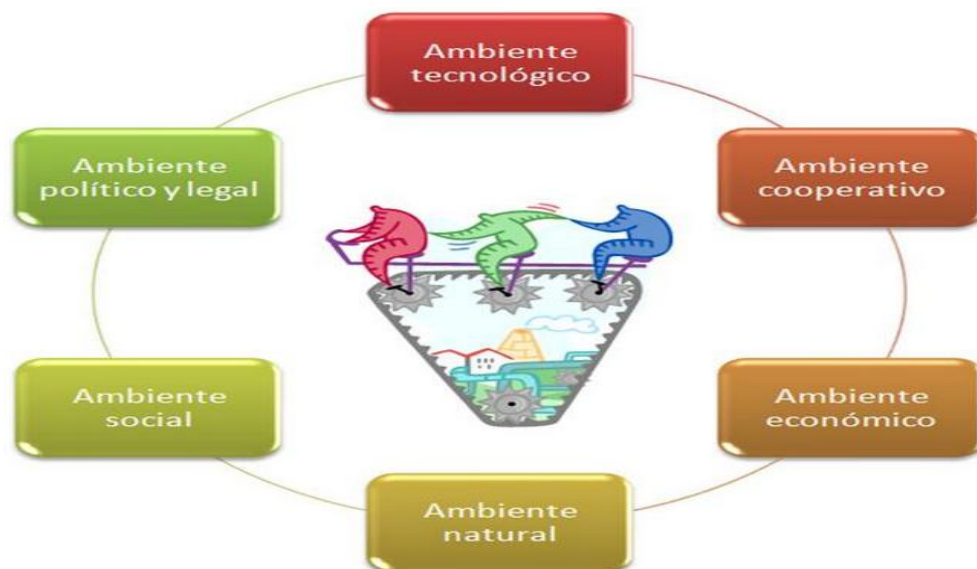 Ambiente
tecnológico
Ambiente
cooperativo
Ambiente
económico
Ambiente
natural
Ambiente
social
Ambiente
político y legal